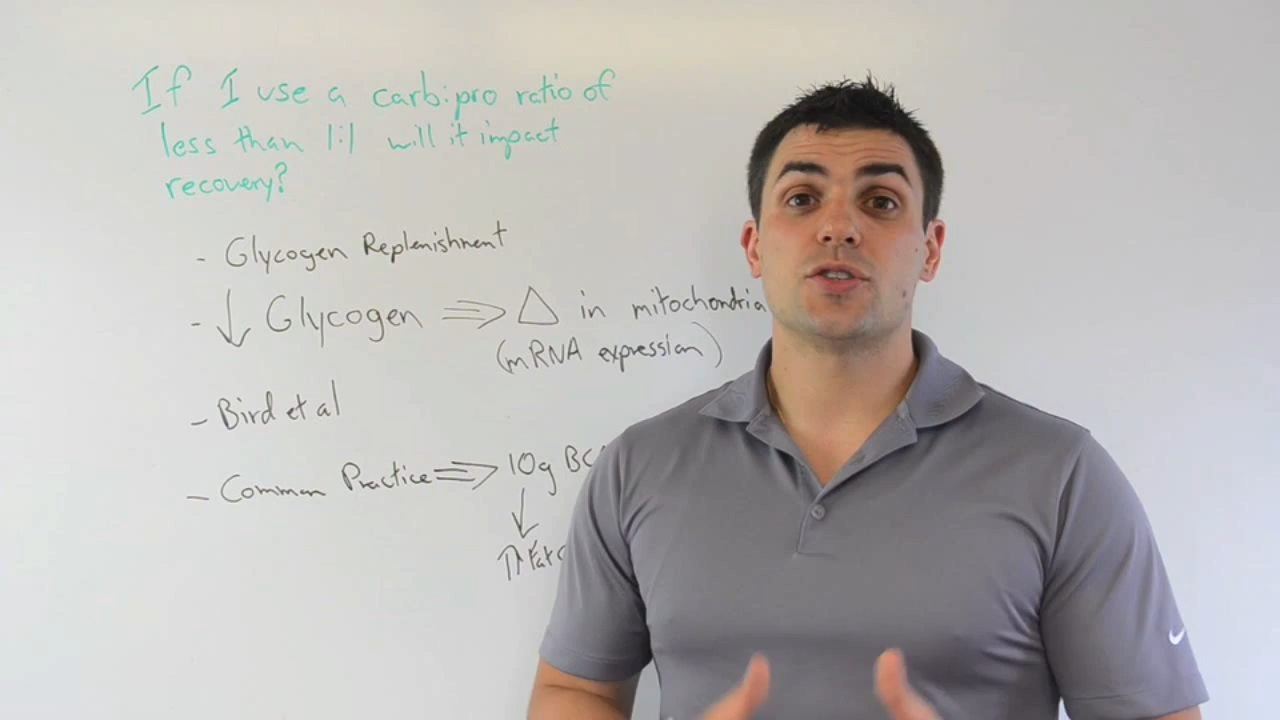 If I use a carb:pro ratio of
less than 1:1 will it impact
recovery?
- Glycogen Replenishment
- ↓ Glycogen ⇒ △ in mitochondria
(mRNA expression)
- Bird et al
- Common Practice ⇒ 10g
↓
↑ Fat